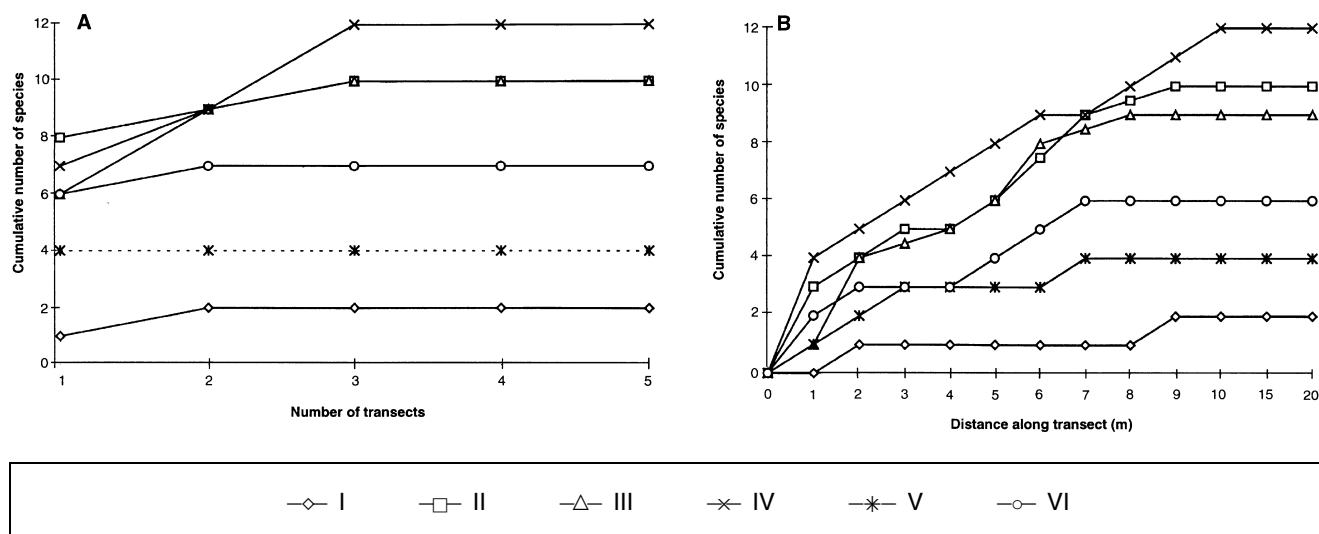 A
Cumulative number of species
12
10
8
6
4
2
0
1 2 3 4 5
Number of transects
B
Cumulative number of species
12
10
8
6
4
2
0
0 1 2 3 4 5 6 7 8 9 10 15 20
Distance along transect (m)
I II III IV V VI